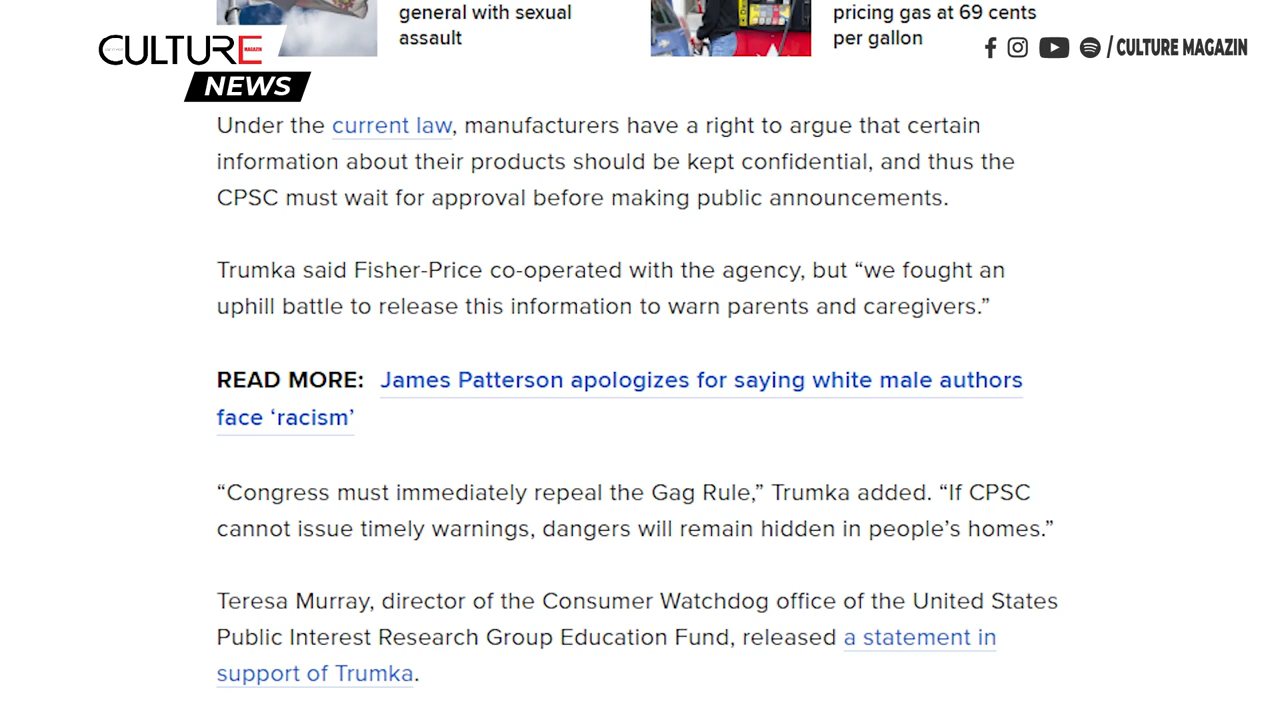 general with sexual
assault
pricing gas at 69 cents
per gallon
CULTURE
MAGAZIN
NEWS
/ CULTURE MAGAZIN
Under the current law, manufacturers have a right to argue that certain
information about their products should be kept confidential, and thus the
CPSC must wait for approval before making public announcements.
Trumka said Fisher-Price co-operated with the agency, but “we fought an
uphill battle to release this information to warn parents and caregivers.”
READ MORE: James Patterson apologizes for saying white male authors
face ‘racism’
“Congress must immediately repeal the Gag Rule,” Trumka added. “If CPSC
cannot issue timely warnings, dangers will remain hidden in people’s homes.”
Teresa Murray, director of the Consumer Watchdog office of the United States
Public Interest Research Group Education Fund, released a statement in
support of Trumka.